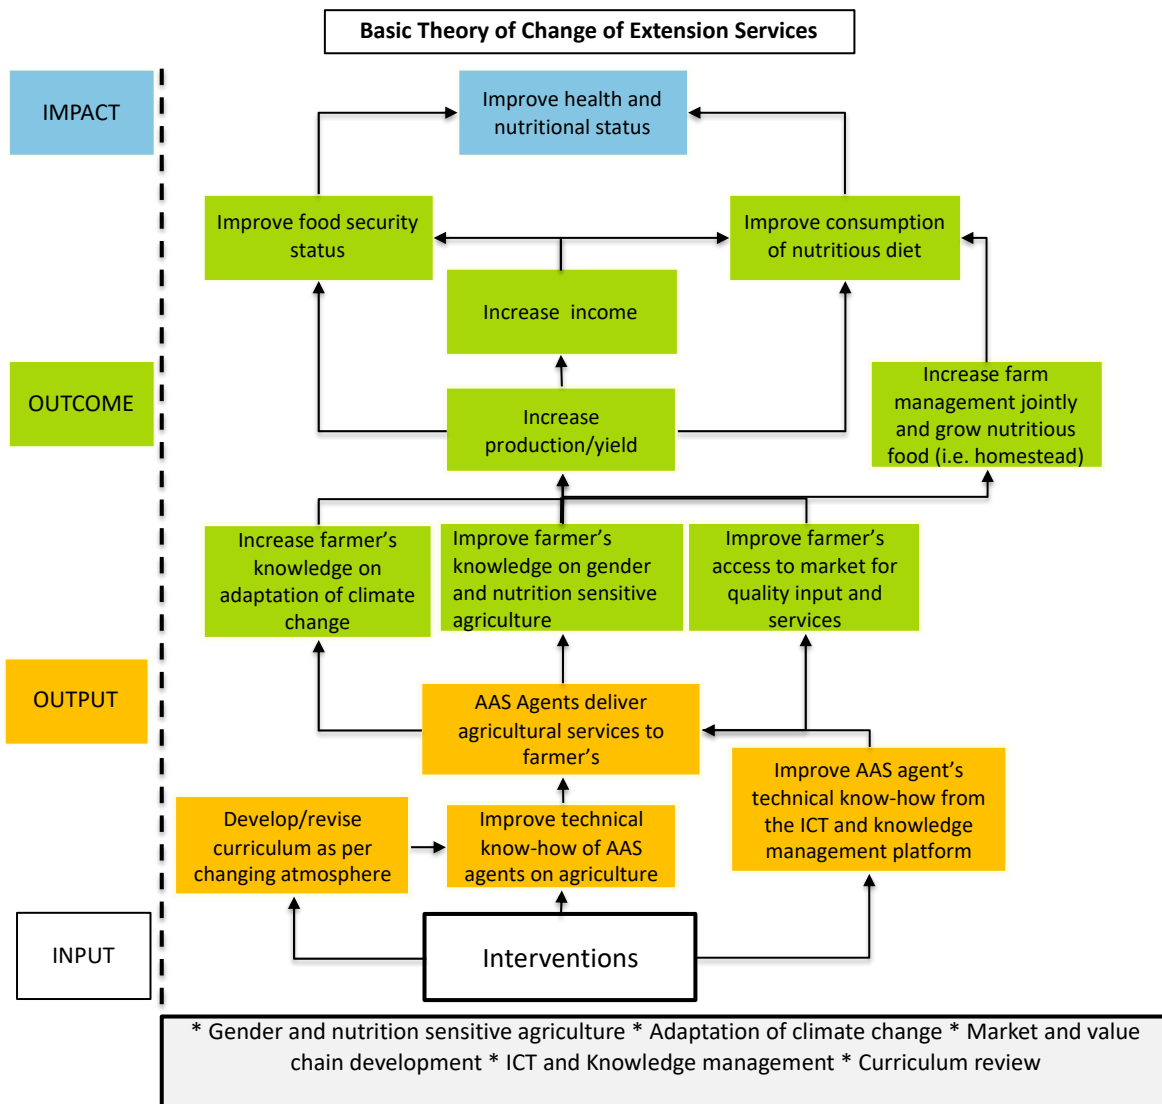 Basic Theory of Change of Extension Services
IMPACT
Improve health and
nutritional status
Improve food security
status
Improve consumption
of nutritious diet
Increase income
OUTCOME
Increase
production/yield
Increase farm
management jointly
and grow nutritious
food (i.e. homestead)
Increase farmer's
knowledge on
adaptation of climate
change
Improve farmer's
knowledge on gender
and nutrition sensitive
agriculture
Improve farmer's
access to market for
quality input and
services
OUTPUT
AAS Agents deliver
agricultural services to
farmer's
Develop/revise
curriculum as per
changing atmosphere
Improve technical
know-how of AAS
agents on agriculture
Improve AAS agent's
technical know-how from
the ICT and knowledge
management platform
INPUT
Interventions
* Gender and nutrition sensitive agriculture * Adaptation of climate change * Market and value
chain development * ICT and Knowledge management * Curriculum review